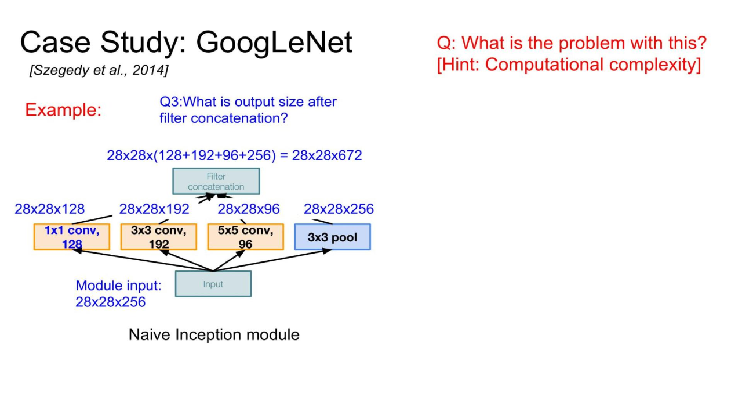 Case Study: GoogLeNet
[Szegedy et al., 2014]
Q: What is the problem with this?
[Hint: Computational complexity]
Example:
Q3:What is output size after
filter concatenation?
28x28x(128+192+96+256) = 28x28x672
Filter
concatenation
28x28x128
28x28x192
28x28x96
28x28x256
1x1 conv,
128
3x3 conv,
192
5x5 conv,
96
3x3 pool
Module input:
28x28x256
Input
Naive Inception module